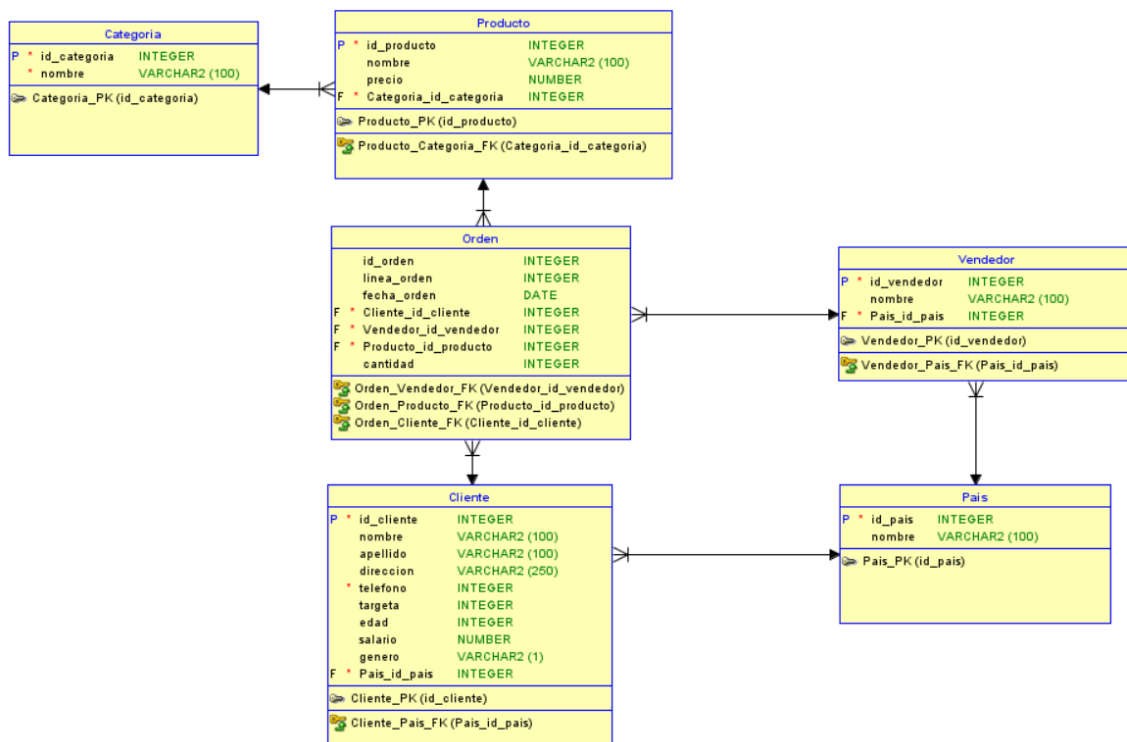 Categoria
P * id_categoria INTEGER
* nombre VARCHAR2 (100)
Categoria_PK (id_categoria)
Producto
P * id_producto INTEGER
nombre VARCHAR2 (100)
precio NUMBER
F * Categoria_id_categoria INTEGER
Producto_PK (id_producto)
Producto_Categoria_FK (Categoria_id_categoria)
Orden
id_orden INTEGER
linea_orden INTEGER
fecha_orden DATE
F * Cliente_id_cliente INTEGER
F * Vendedor_id_vendedor INTEGER
F * Producto_id_producto INTEGER
cantidad INTEGER
Orden_Vendedor_FK (Vendedor_id_vendedor)
Orden_Producto_FK (Producto_id_producto)
Orden_Cliente_FK (Cliente_id_cliente)
Vendedor
P * id_vendedor INTEGER
nombre VARCHAR2 (100)
F * Pais_id_pais INTEGER
Vendedor_PK (id_vendedor)
Vendedor_Pais_FK (Pais_id_pais)
Cliente
P * id_cliente INTEGER
nombre VARCHAR2 (100)
apellido VARCHAR2 (100)
direccion VARCHAR2 (250)
* telefono INTEGER
targeta INTEGER
edad INTEGER
salario NUMBER
genero VARCHAR2 (1)
F * Pais_id_pais INTEGER
Cliente_PK (id_cliente)
Cliente_Pais_FK (Pais_id_pais)
Pais
P * id_pais INTEGER
nombre VARCHAR2 (100)
Pais_PK (id_pais)